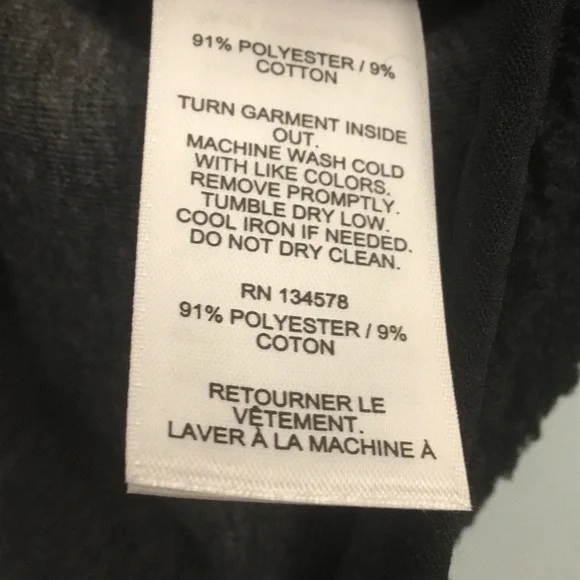 91% POLYESTER / 9%
COTTON
TURN GARMENT INSIDE
OUT.
MACHINE WASH COLD
WITH LIKE COLORS.
REMOVE PROMPTLY.
TUMBLE DRY LOW.
COOL IRON IF NEEDED.
DO NOT DRY CLEAN.
RN 134578
91% POLYESTER / 9%
COTON
RETOURNER LE
VÊTEMENT.
LAVER À LA MACHINE À